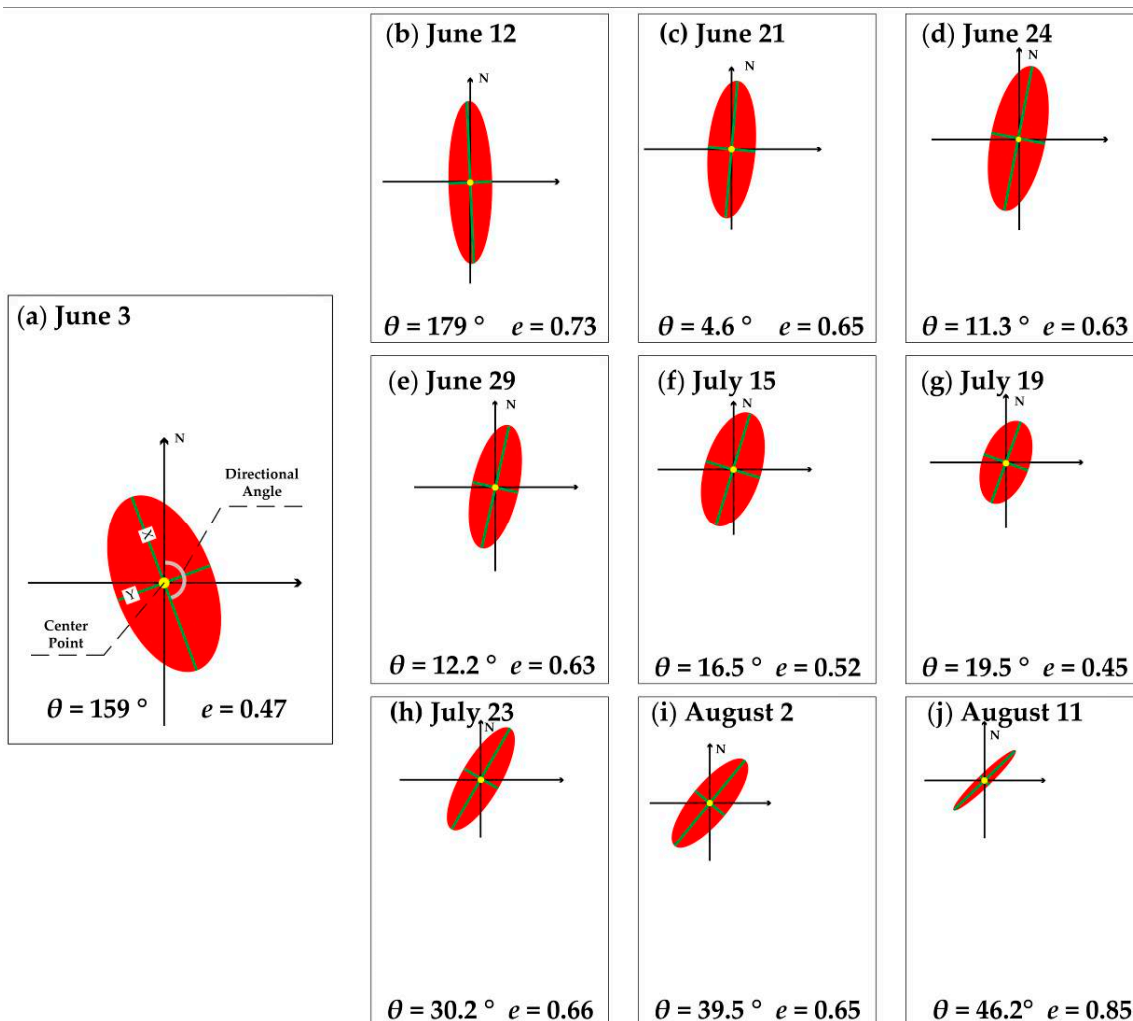 (a) June 3
N
Directional
Angle
X
Y
Center
Point
θ = 159 ° e = 0.47
(b) June 12
N
θ = 179 ° e = 0.73
(c) June 21
N
θ = 4.6 ° e = 0.65
(d) June 24
N
θ = 11.3 ° e = 0.63
(e) June 29
N
θ = 12.2 ° e = 0.63
(f) July 15
N
θ = 16.5 ° e = 0.52
(g) July 19
N
θ = 19.5 ° e = 0.45
(h) July 23
N
θ = 30.2 ° e = 0.66
(i) August 2
N
θ = 39.5 ° e = 0.65
(j) August 11
N
θ = 46.2° e = 0.85